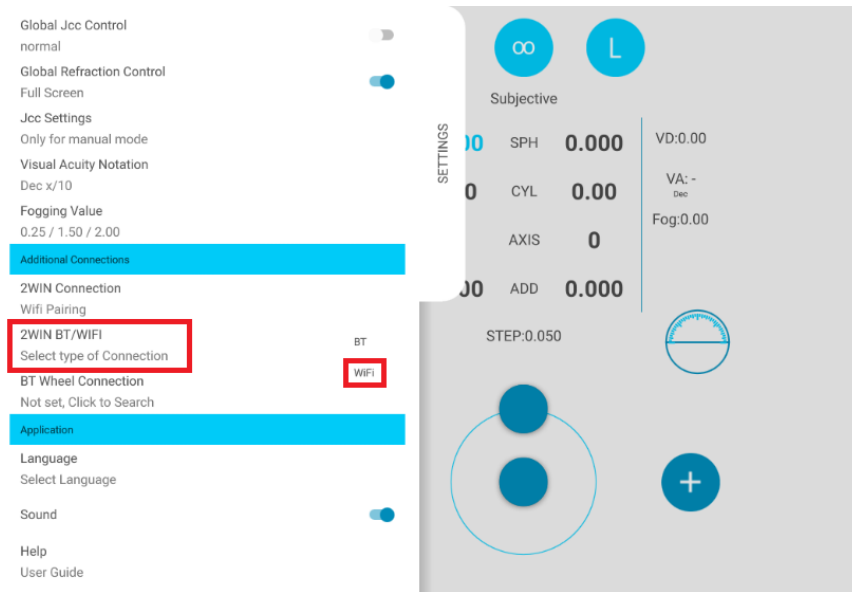 Global Jcc Control
normal
Global Refraction Control
Full Screen
Jcc Settings
Only for manual mode
Visual Acuity Notation
Dec x/10
Fogging Value
0.25 / 1.50 / 2.00
Additional Connections
2WIN Connection
Wifi Pairing
2WIN BT/WIFI
Select type of Connection
BT
WiFi
BT Wheel Connection
Not set, Click to Search
Application
Language
Select Language
Sound
Help
User Guide
SETTINGS
∞ L
Subjective
00 SPH 0.000
0 CYL 0.00
AXIS 0
00 ADD 0.000
STEP:0.050
VD:0.00
VA: -
Dec
Fog:0.00
+